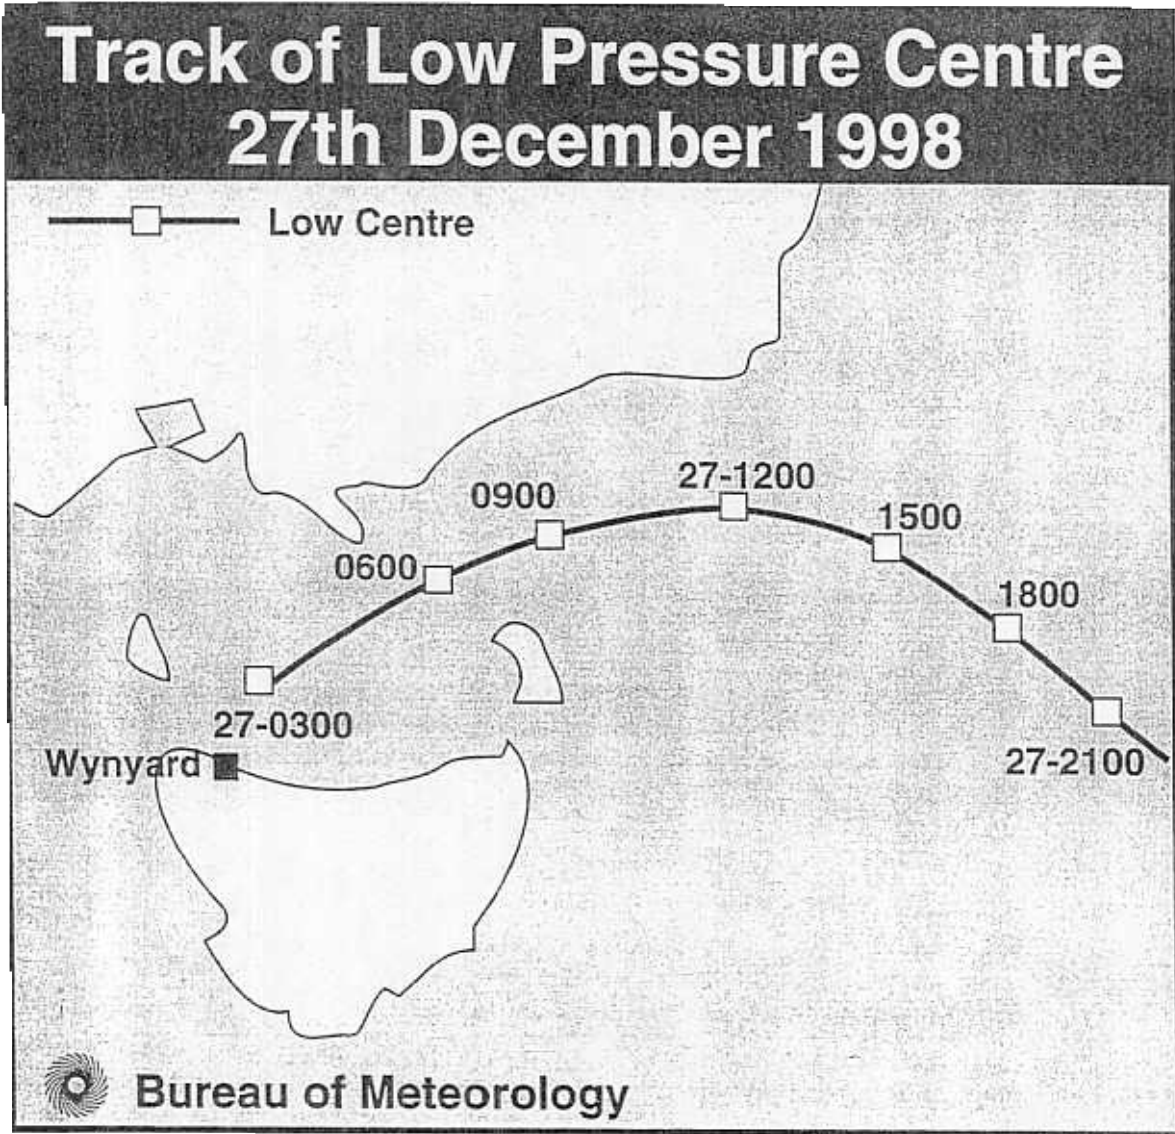 Track of Low Pressure Centre
27th December 1998
Low Centre
27-1200
0900
1500
0600
1800
27-0300
Wynyard
27-2100
Bureau of Meteorology